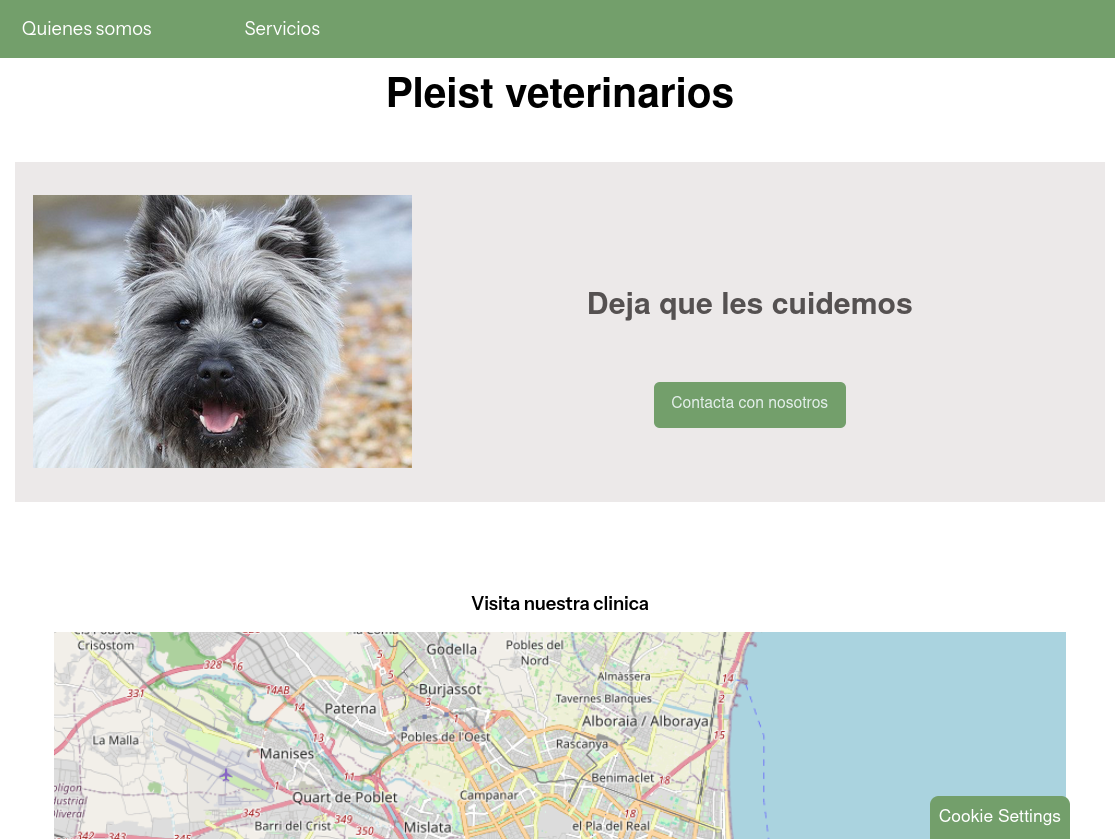 Quienes somos
Servicios
Pleist veterinarios
Deja que les cuidemos
Contacta con nosotros
Visita nuestra clinica
Crisòstom
Godella
Pobles del
Nord
328
16
5
5
Almàssera
14
331
14AB
14
Burjassot
3
2
Paterna
Tavernes Blanques
Alboraia / Alboraya
La Malla
13
Pobles de l'Oest
Rascanya
15
Manises
11
Benimaclet
18
Quart de Poblet
Campanar
345
349
18
Barri del Crist
350
Mislata
el Pla del Real
342
343
Cookie Settings